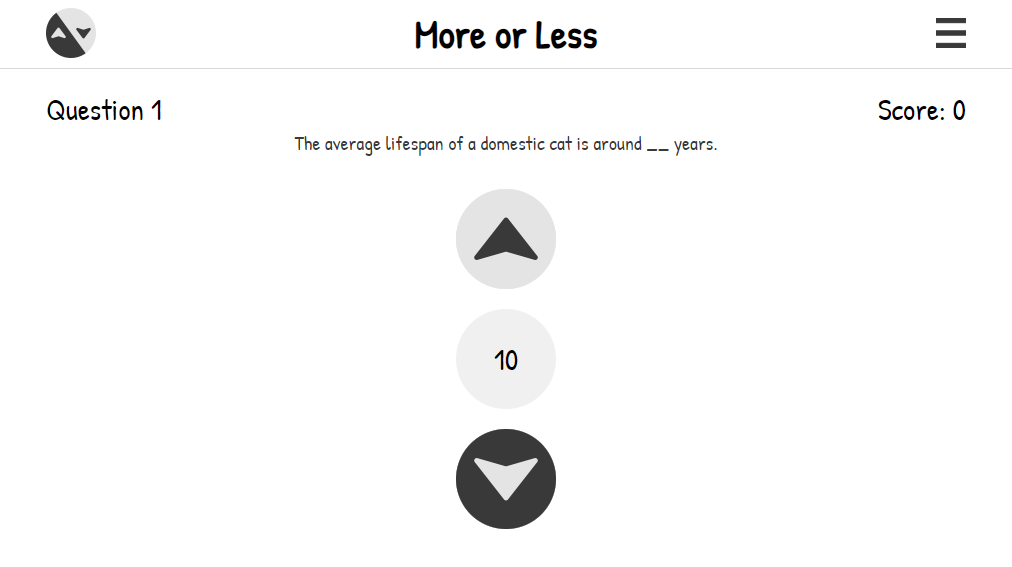 More or Less
Question 1
Score: 0
The average lifespan of a domestic cat is around __ years.
10